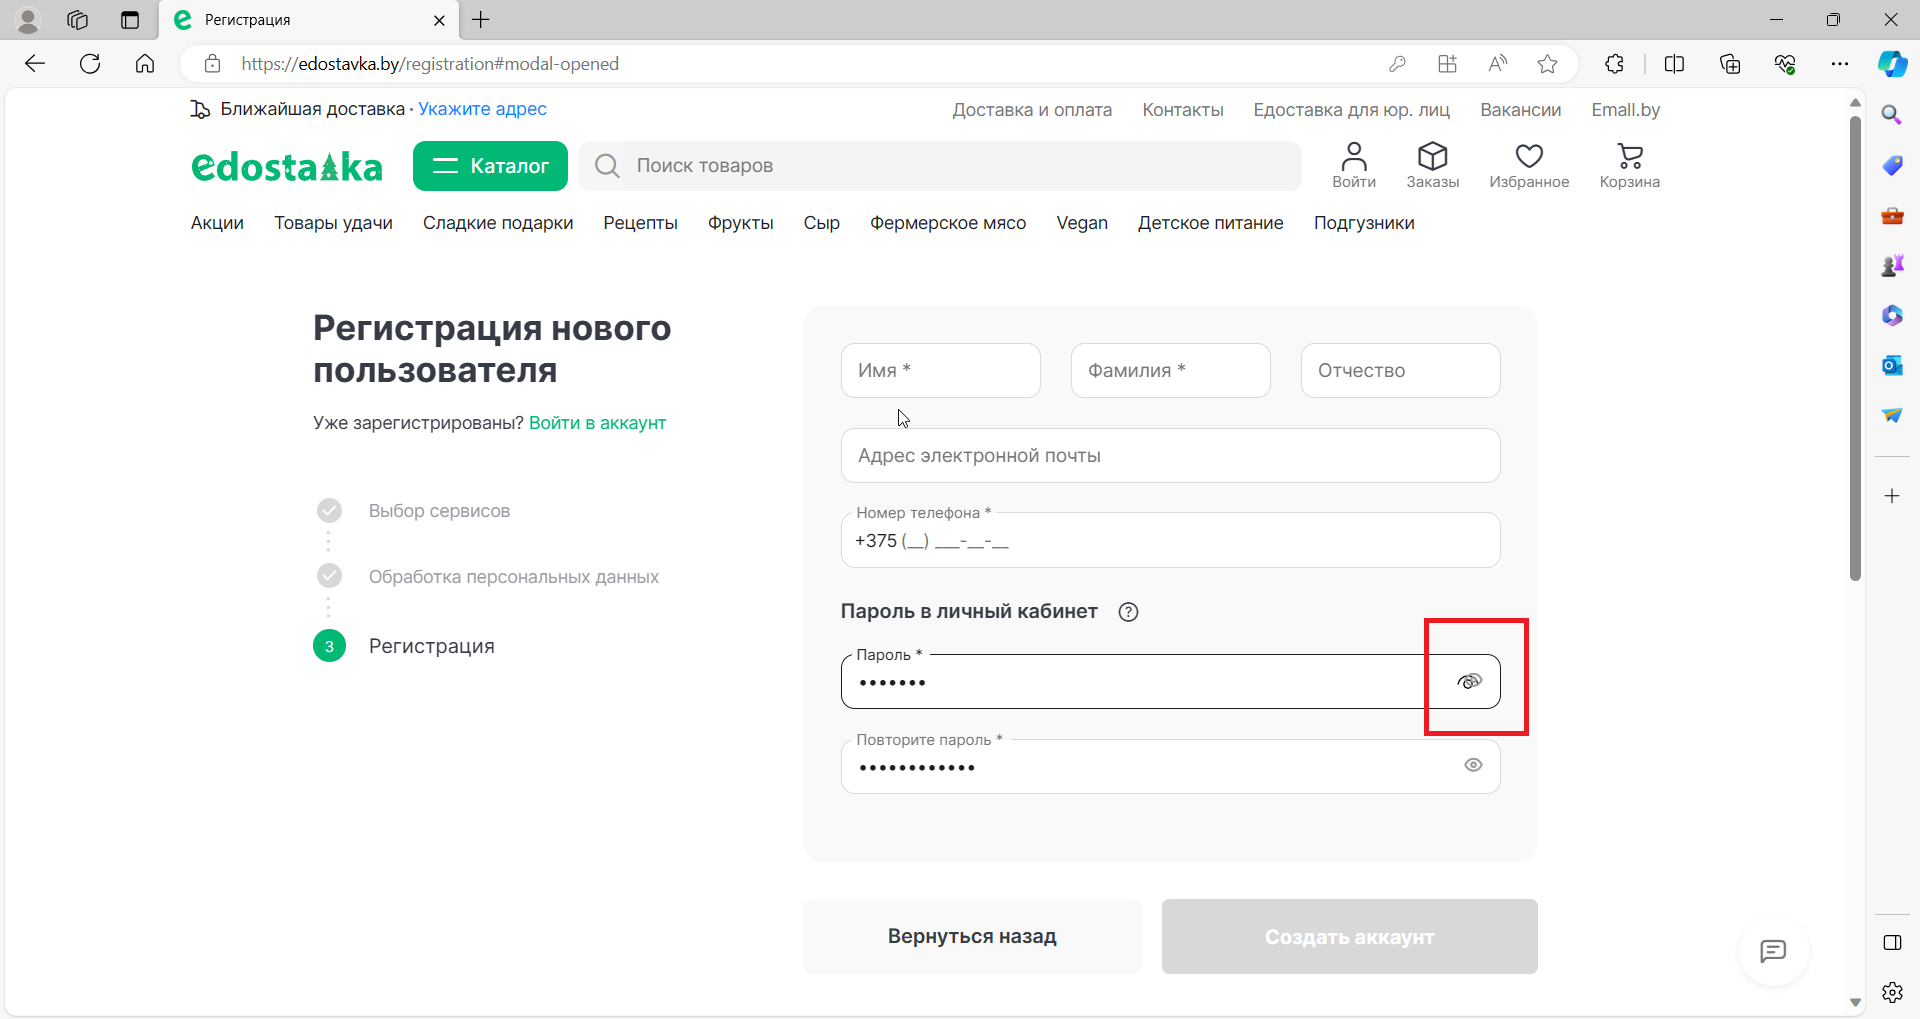 Регистрация
https://edostavka.by/registration#modal-opened
Ближайшая доставка · Укажите адрес
Доставка и оплата
Контакты
Едоставка для юр. лиц
Вакансии
Emall.by
edostavka
Каталог
Поиск товаров
Войти
Заказы
Избранное
Корзина
Акции
Товары удачи
Сладкие подарки
Рецепты
Фрукты
Сыр
Фермерское мясо
Vegan
Детское питание
Подгузники
Регистрация нового
пользователя
Уже зарегистрированы? Войти в аккаунт
Выбор сервисов
Обработка персональных данных
3
Регистрация
Имя *
Фамилия *
Отчество
Адрес электронной почты
Номер телефона *
+375 (__) ___-__-__
Пароль в личный кабинет
?
Пароль *
•••••••
Повторите пароль *
••••••••••••
Вернуться назад
Создать аккаунт